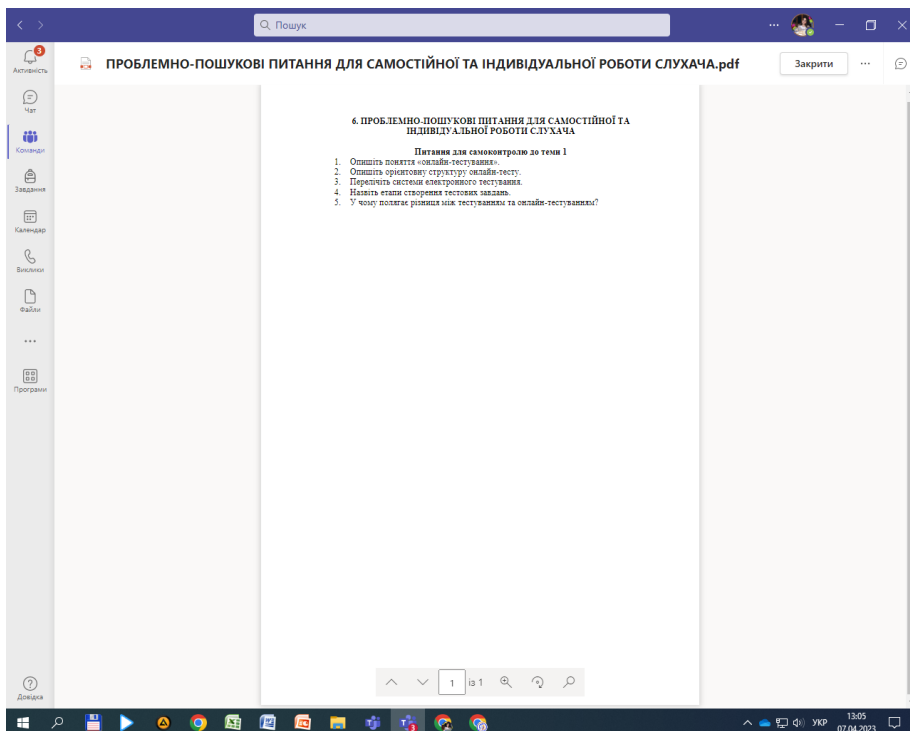 Пошук
ПРОБЛЕМНО-ПОШУКОВІ ПИТАННЯ ДЛЯ САМОСТІЙНОЇ ТА ІНДИВІДУАЛЬНОЇ РОБОТИ СЛУХАЧА.pdf
Закрити
3
Активність
Чат
Команди
Завдання
Календар
Виклики
Файли
Програми
Довідка
6. ПРОБЛЕМНО-ПОШУКОВІ ПИТАННЯ ДЛЯ САМОСТІЙНОЇ ТА
ІНДИВІДУАЛЬНОЇ РОБОТИ СЛУХАЧА
Питання для самоконтролю до теми 1
1. Опишіть поняття «онлайн-тестування».
2. Опишіть орієнтовну структуру онлайн-тесту.
3. Перелічіть системи електронного тестування.
4. Назвіть етапи створення тестових завдань.
5. У чому полягає різниця між тестуванням та онлайн-тестуванням?
1 із 1
УКР
13:05
07.04.2023